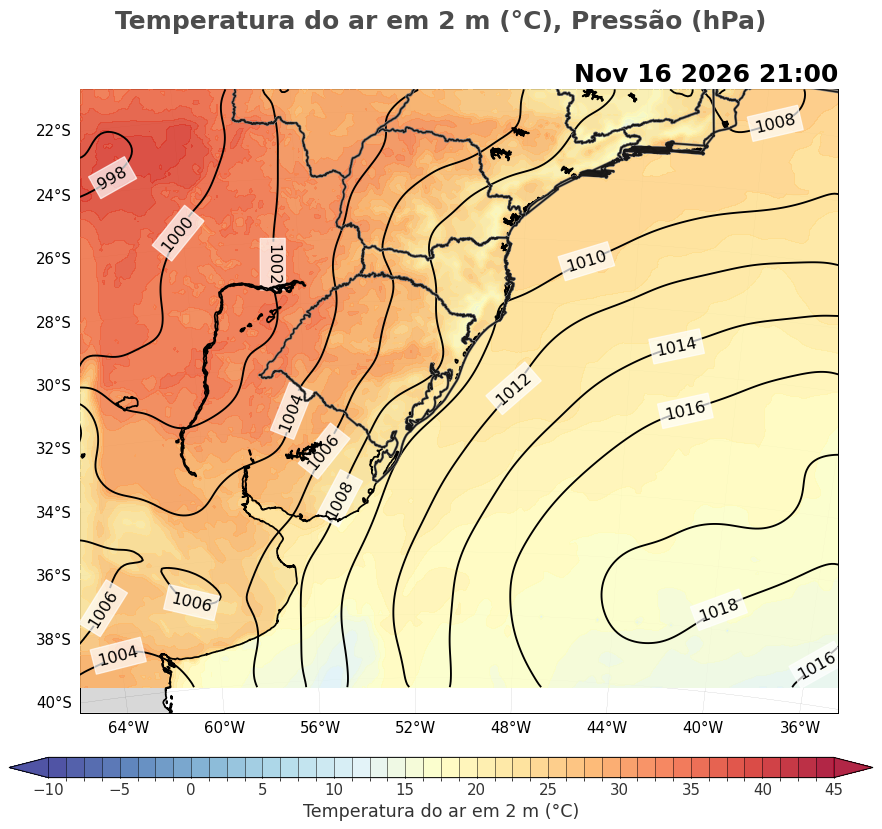 Temperatura do ar em 2 m (°C), Pressão (hPa)
Nov 16 2026 21:00
22°S
24°S
26°S
28°S
30°S
32°S
34°S
36°S
38°S
40°S
998
1000
1002
1004
1006
1008
1006
1006
1004
1008
1010
1012
1014
1016
1018
1016
64°W 60°W 56°W 52°W 48°W 44°W 40°W 36°W
−10 −5 0 5 10 15 20 25 30 35 40 45
Temperatura do ar em 2 m (°C)